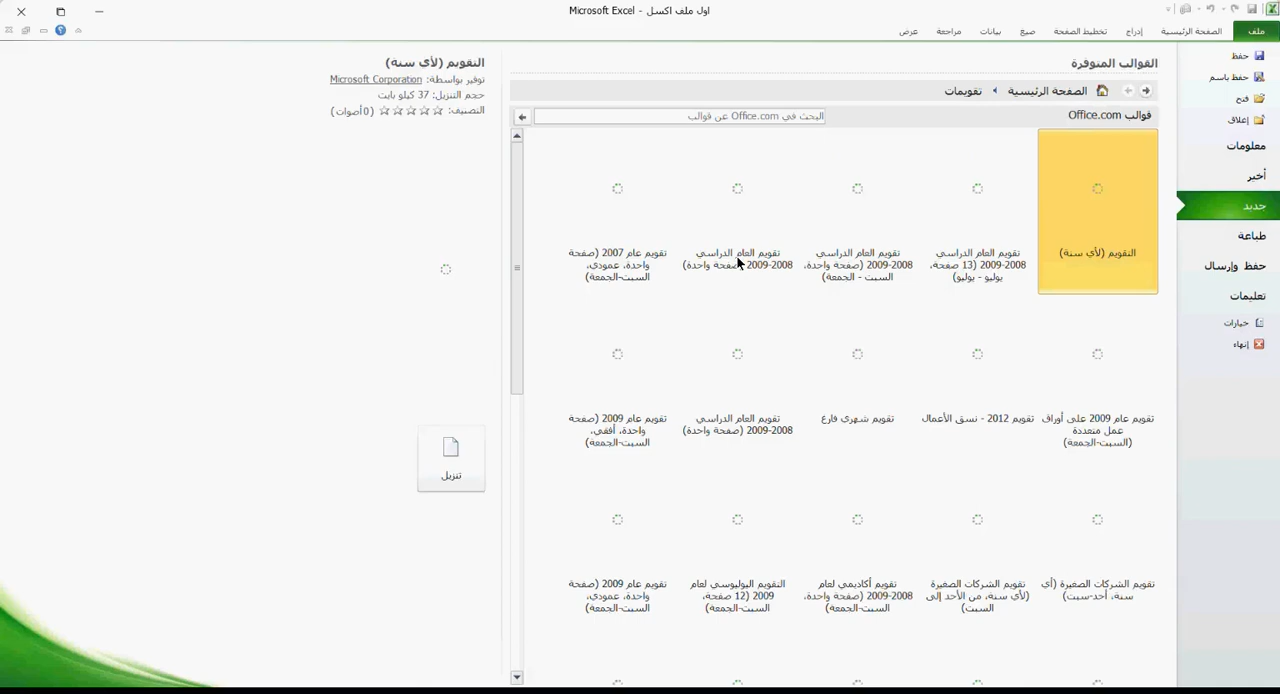 اول ملف اكسل - Microsoft Excel
ملف
الصفحة الرئيسية
إدراج
تخطيط الصفحة
صيغ
بيانات
مراجعة
عرض
حفظ
حفظ باسم
فتح
إغلاق
معلومات
أخير
جديد
طباعة
حفظ وإرسال
تعليمات
خيارات
إنهاء
القوالب المتوفرة
الصفحة الرئيسية
تقويمات
قوالب Office.com
البحث في Office.com عن قوالب
التقويم (لأي سنة)
تقويم العام الدراسي
2008-2009 (13 صفحة،
يوليو - يوليو)
تقويم العام الدراسي
2008-2009 (صفحة واحدة،
السبت - الجمعة)
تقويم العام الدراسي
2008-2009 (صفحة واحدة)
تقويم عام 2007 (صفحة
واحدة، عمودي،
السبت-الجمعة)
تقويم عام 2009 على أوراق
عمل متعددة
(السبت-الجمعة)
تقويم 2012 - نسق الأعمال
تقويم شهري فارغ
تقويم العام الدراسي
2008-2009 (صفحة واحدة)
تقويم عام 2009 (صفحة
واحدة، أفقي،
السبت-الجمعة)
تقويم الشركات الصغيرة (أي
سنة، أحد-سبت)
تقويم الشركات الصغيرة
(لأي سنة، من الأحد إلى
السبت)
تقويم أكاديمي لعام
2008-2009 (صفحة واحدة،
السبت-الجمعة)
التقويم اليوليوسي لعام
2009 (12 صفحة،
السبت-الجمعة)
تقويم عام 2009 (صفحة
واحدة، عمودي،
السبت-الجمعة)
التقويم (لأي سنة)
توفير بواسطة: Microsoft Corporation
حجم التنزيل: 37 كيلو بايت
التصنيف: (0 أصوات)
تنزيل